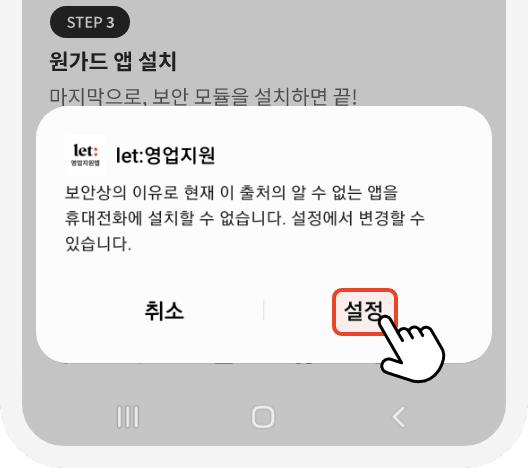 STEP 3
원가드 앱 설치
마지막으로, 보안 모듈을 설치하면 끝!
let:
영업지원앱
let:영업지원
보안상의 이유로 현재 이 출처의 알 수 없는 앱을
휴대전화에 설치할 수 없습니다. 설정에서 변경할 수
있습니다.
취소
설정